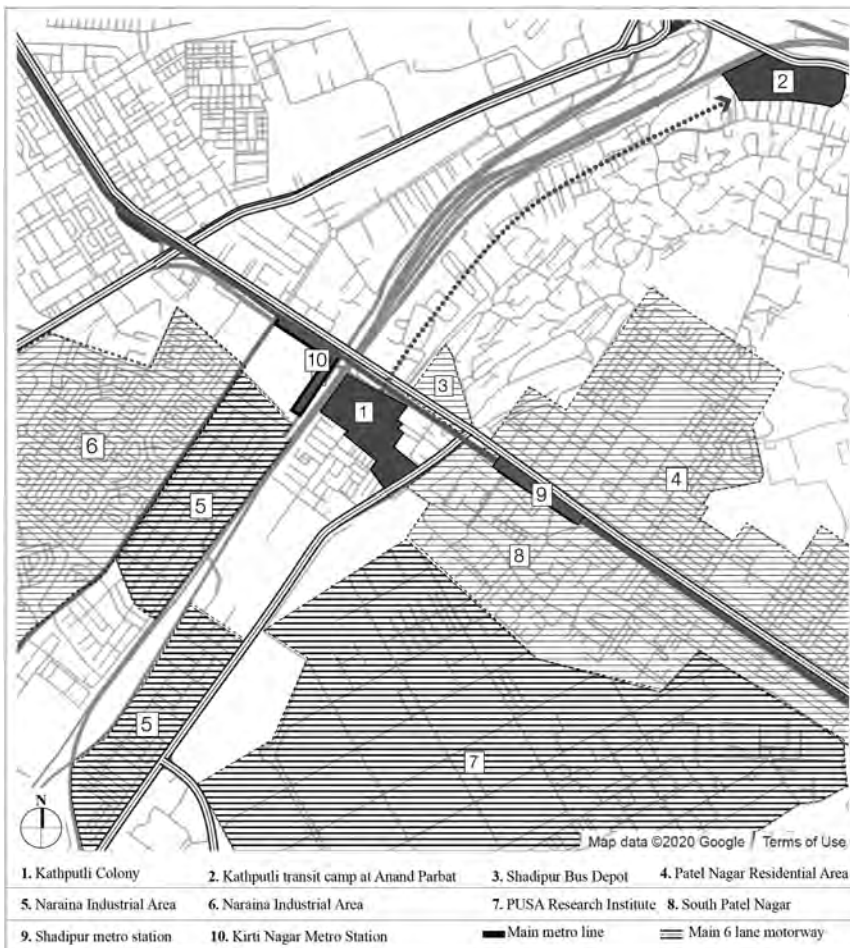 2
10
3
1
6
4
5
9
8
5
7
N
Map data ©2020 Google Terms of Use
1. Kathputli Colony 2. Kathputli transit camp at Anand Parbat 3. Shadipur Bus Depot 4. Patel Nagar Residential Area
5. Naraina Industrial Area 6. Naraina Industrial Area 7. PUSA Research Institute 8. South Patel Nagar
9. Shadipur metro station 10. Kirti Nagar Metro Station Main metro line Main 6 lane motorway